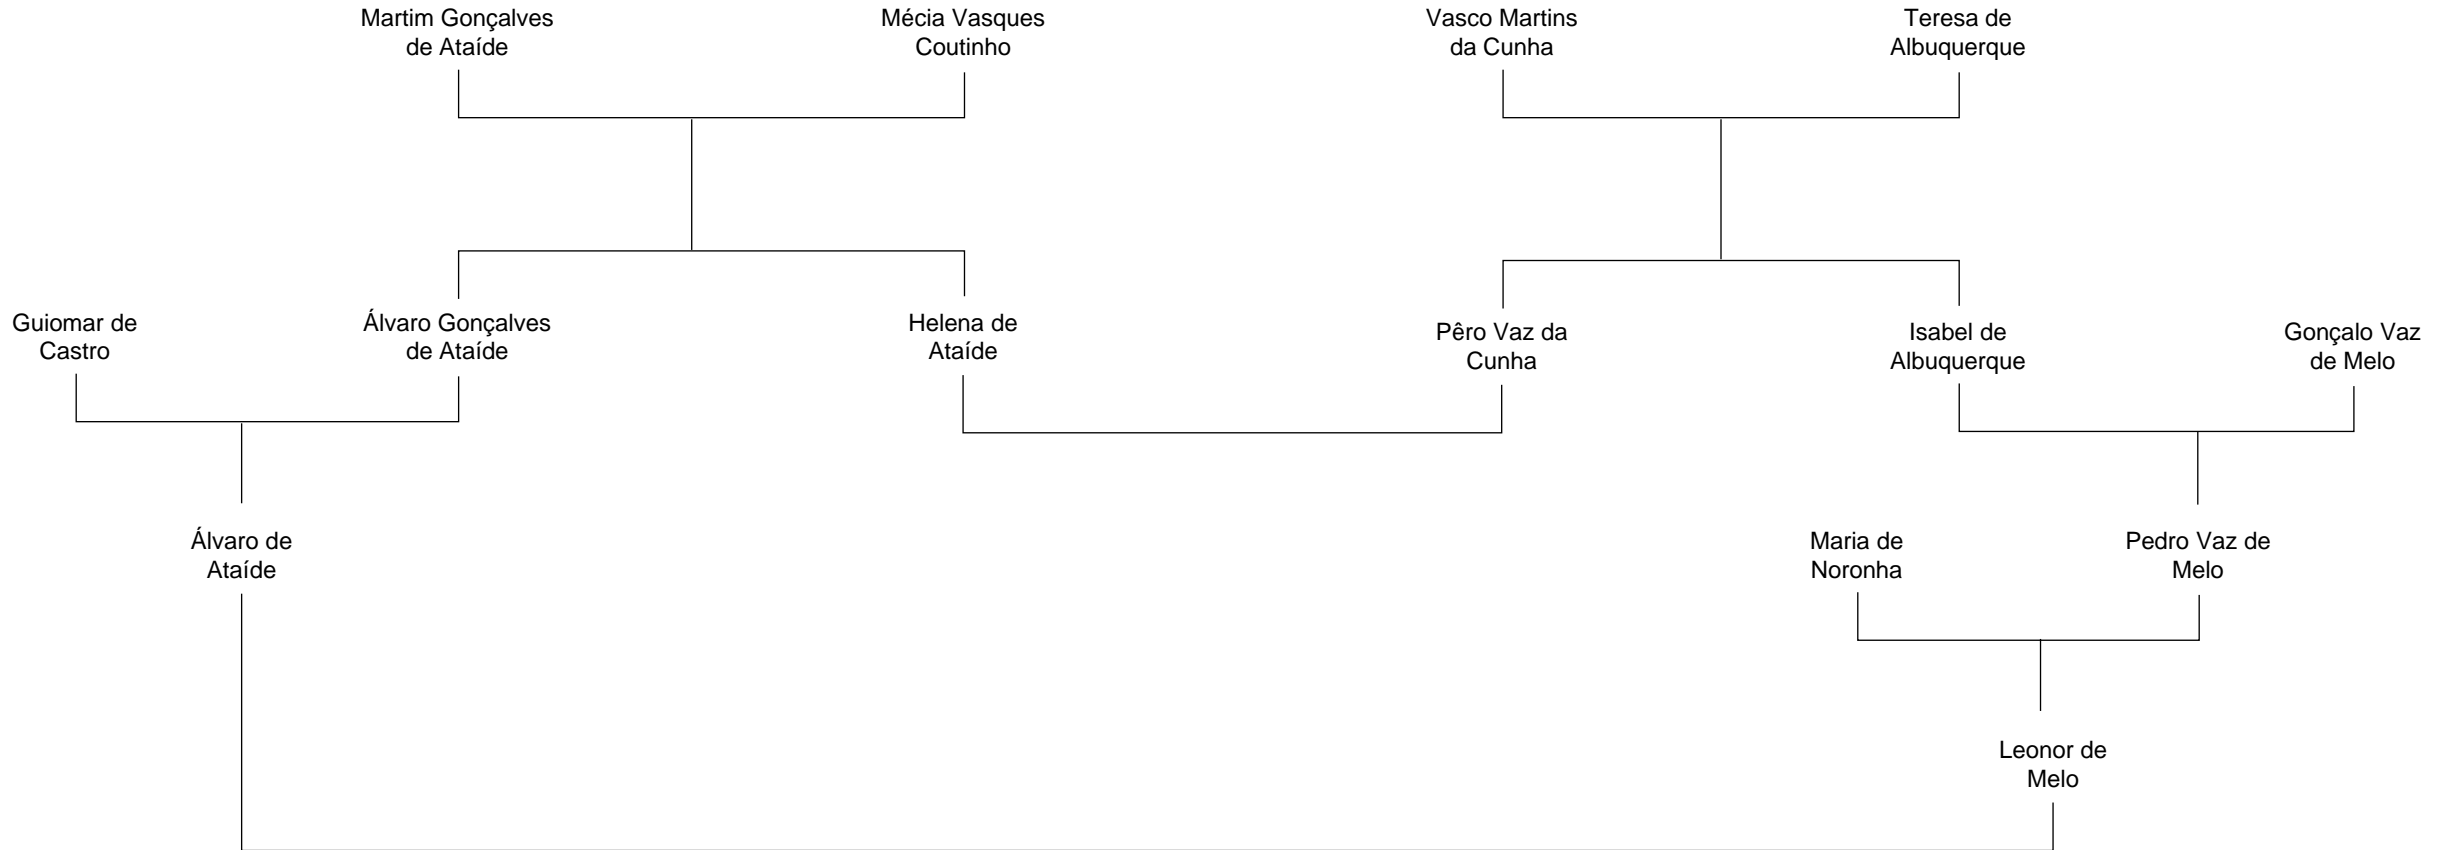 Martim Gonçalves
de Ataíde
Mécia Vasques
Coutinho
Vasco Martins
da Cunha
Teresa de
Albuquerque
Guiomar de
Castro
Álvaro Gonçalves
de Ataíde
Helena de
Ataíde
Pêro Vaz da
Cunha
Isabel de
Albuquerque
Gonçalo Vaz
de Melo
Álvaro de
Ataíde
Maria de
Noronha
Pedro Vaz de
Melo
Leonor de
Melo